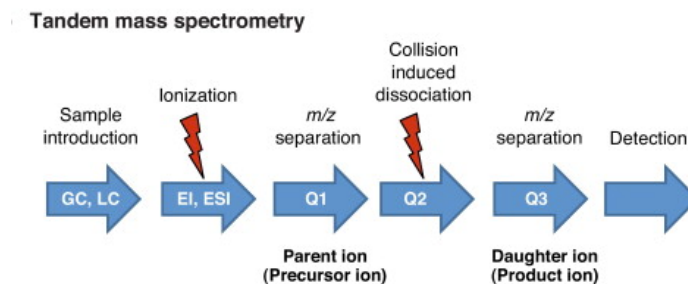 Tandem mass spectrometry
Sample
introduction
Ionization
m/z
separation
Collision
induced
dissociation
m/z
separation
Detection
GC, LC
EI, ESI
Q1
Q2
Q3
Parent ion
(Precursor ion)
Daughter ion
(Product ion)